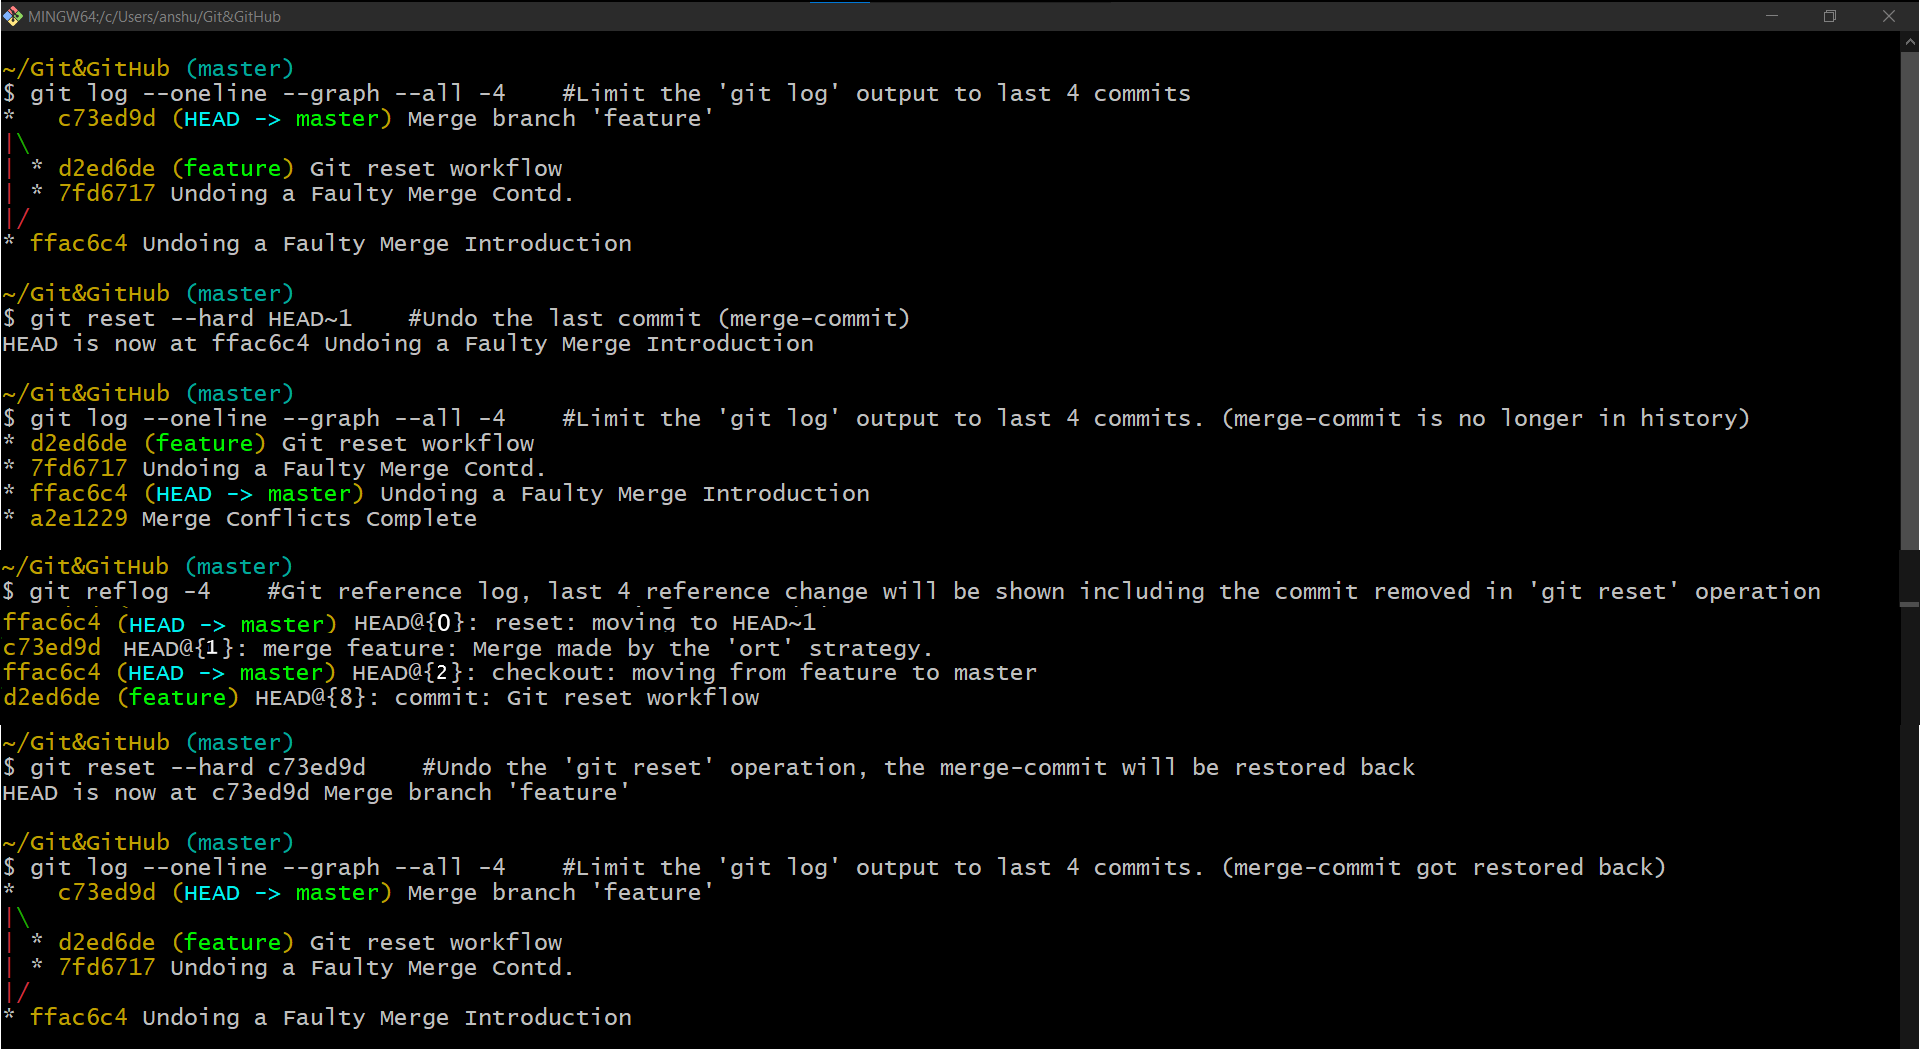 MINGW64:/c/Users/anshu/Git&GitHub
~/Git&GitHub (master)
$ git log --oneline --graph --all -4    #Limit the 'git log' output to last 4 commits
*   c73ed9d (HEAD -> master) Merge branch 'feature'
|\
| * d2ed6de (feature) Git reset workflow
| * 7fd6717 Undoing a Faulty Merge Contd.
|/
* ffac6c4 Undoing a Faulty Merge Introduction
~/Git&GitHub (master)
$ git reset --hard HEAD~1    #Undo the last commit (merge-commit)
HEAD is now at ffac6c4 Undoing a Faulty Merge Introduction
~/Git&GitHub (master)
$ git log --oneline --graph --all -4    #Limit the 'git log' output to last 4 commits. (merge-commit is no longer in history)
* d2ed6de (feature) Git reset workflow
* 7fd6717 Undoing a Faulty Merge Contd.
* ffac6c4 (HEAD -> master) Undoing a Faulty Merge Introduction
* a2e1229 Merge Conflicts Complete
~/Git&GitHub (master)
$ git reflog -4    #Git reference log, last 4 reference change will be shown including the commit removed in 'git reset' operation
ffac6c4 (HEAD -> master) HEAD@{0}: reset: moving to HEAD~1
c73ed9d HEAD@{1}: merge feature: Merge made by the 'ort' strategy.
ffac6c4 (HEAD -> master) HEAD@{2}: checkout: moving from feature to master
d2ed6de (feature) HEAD@{8}: commit: Git reset workflow
~/Git&GitHub (master)
$ git reset --hard c73ed9d    #Undo the 'git reset' operation, the merge-commit will be restored back
HEAD is now at c73ed9d Merge branch 'feature'
~/Git&GitHub (master)
$ git log --oneline --graph --all -4    #Limit the 'git log' output to last 4 commits. (merge-commit got restored back)
*   c73ed9d (HEAD -> master) Merge branch 'feature'
|\
| * d2ed6de (feature) Git reset workflow
| * 7fd6717 Undoing a Faulty Merge Contd.
|/
* ffac6c4 Undoing a Faulty Merge Introduction